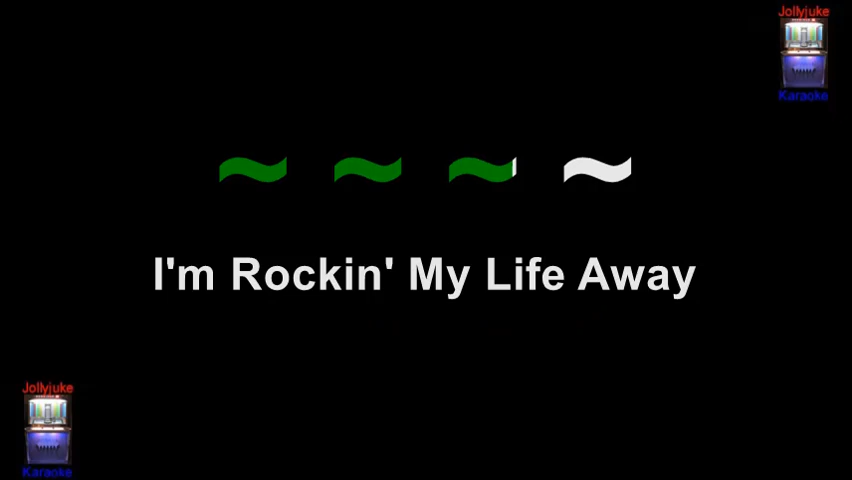 Jollyjuke
Karaoke
~ ~ ~ ~
I'm Rockin' My Life Away
Jollyjuke
Karaoke